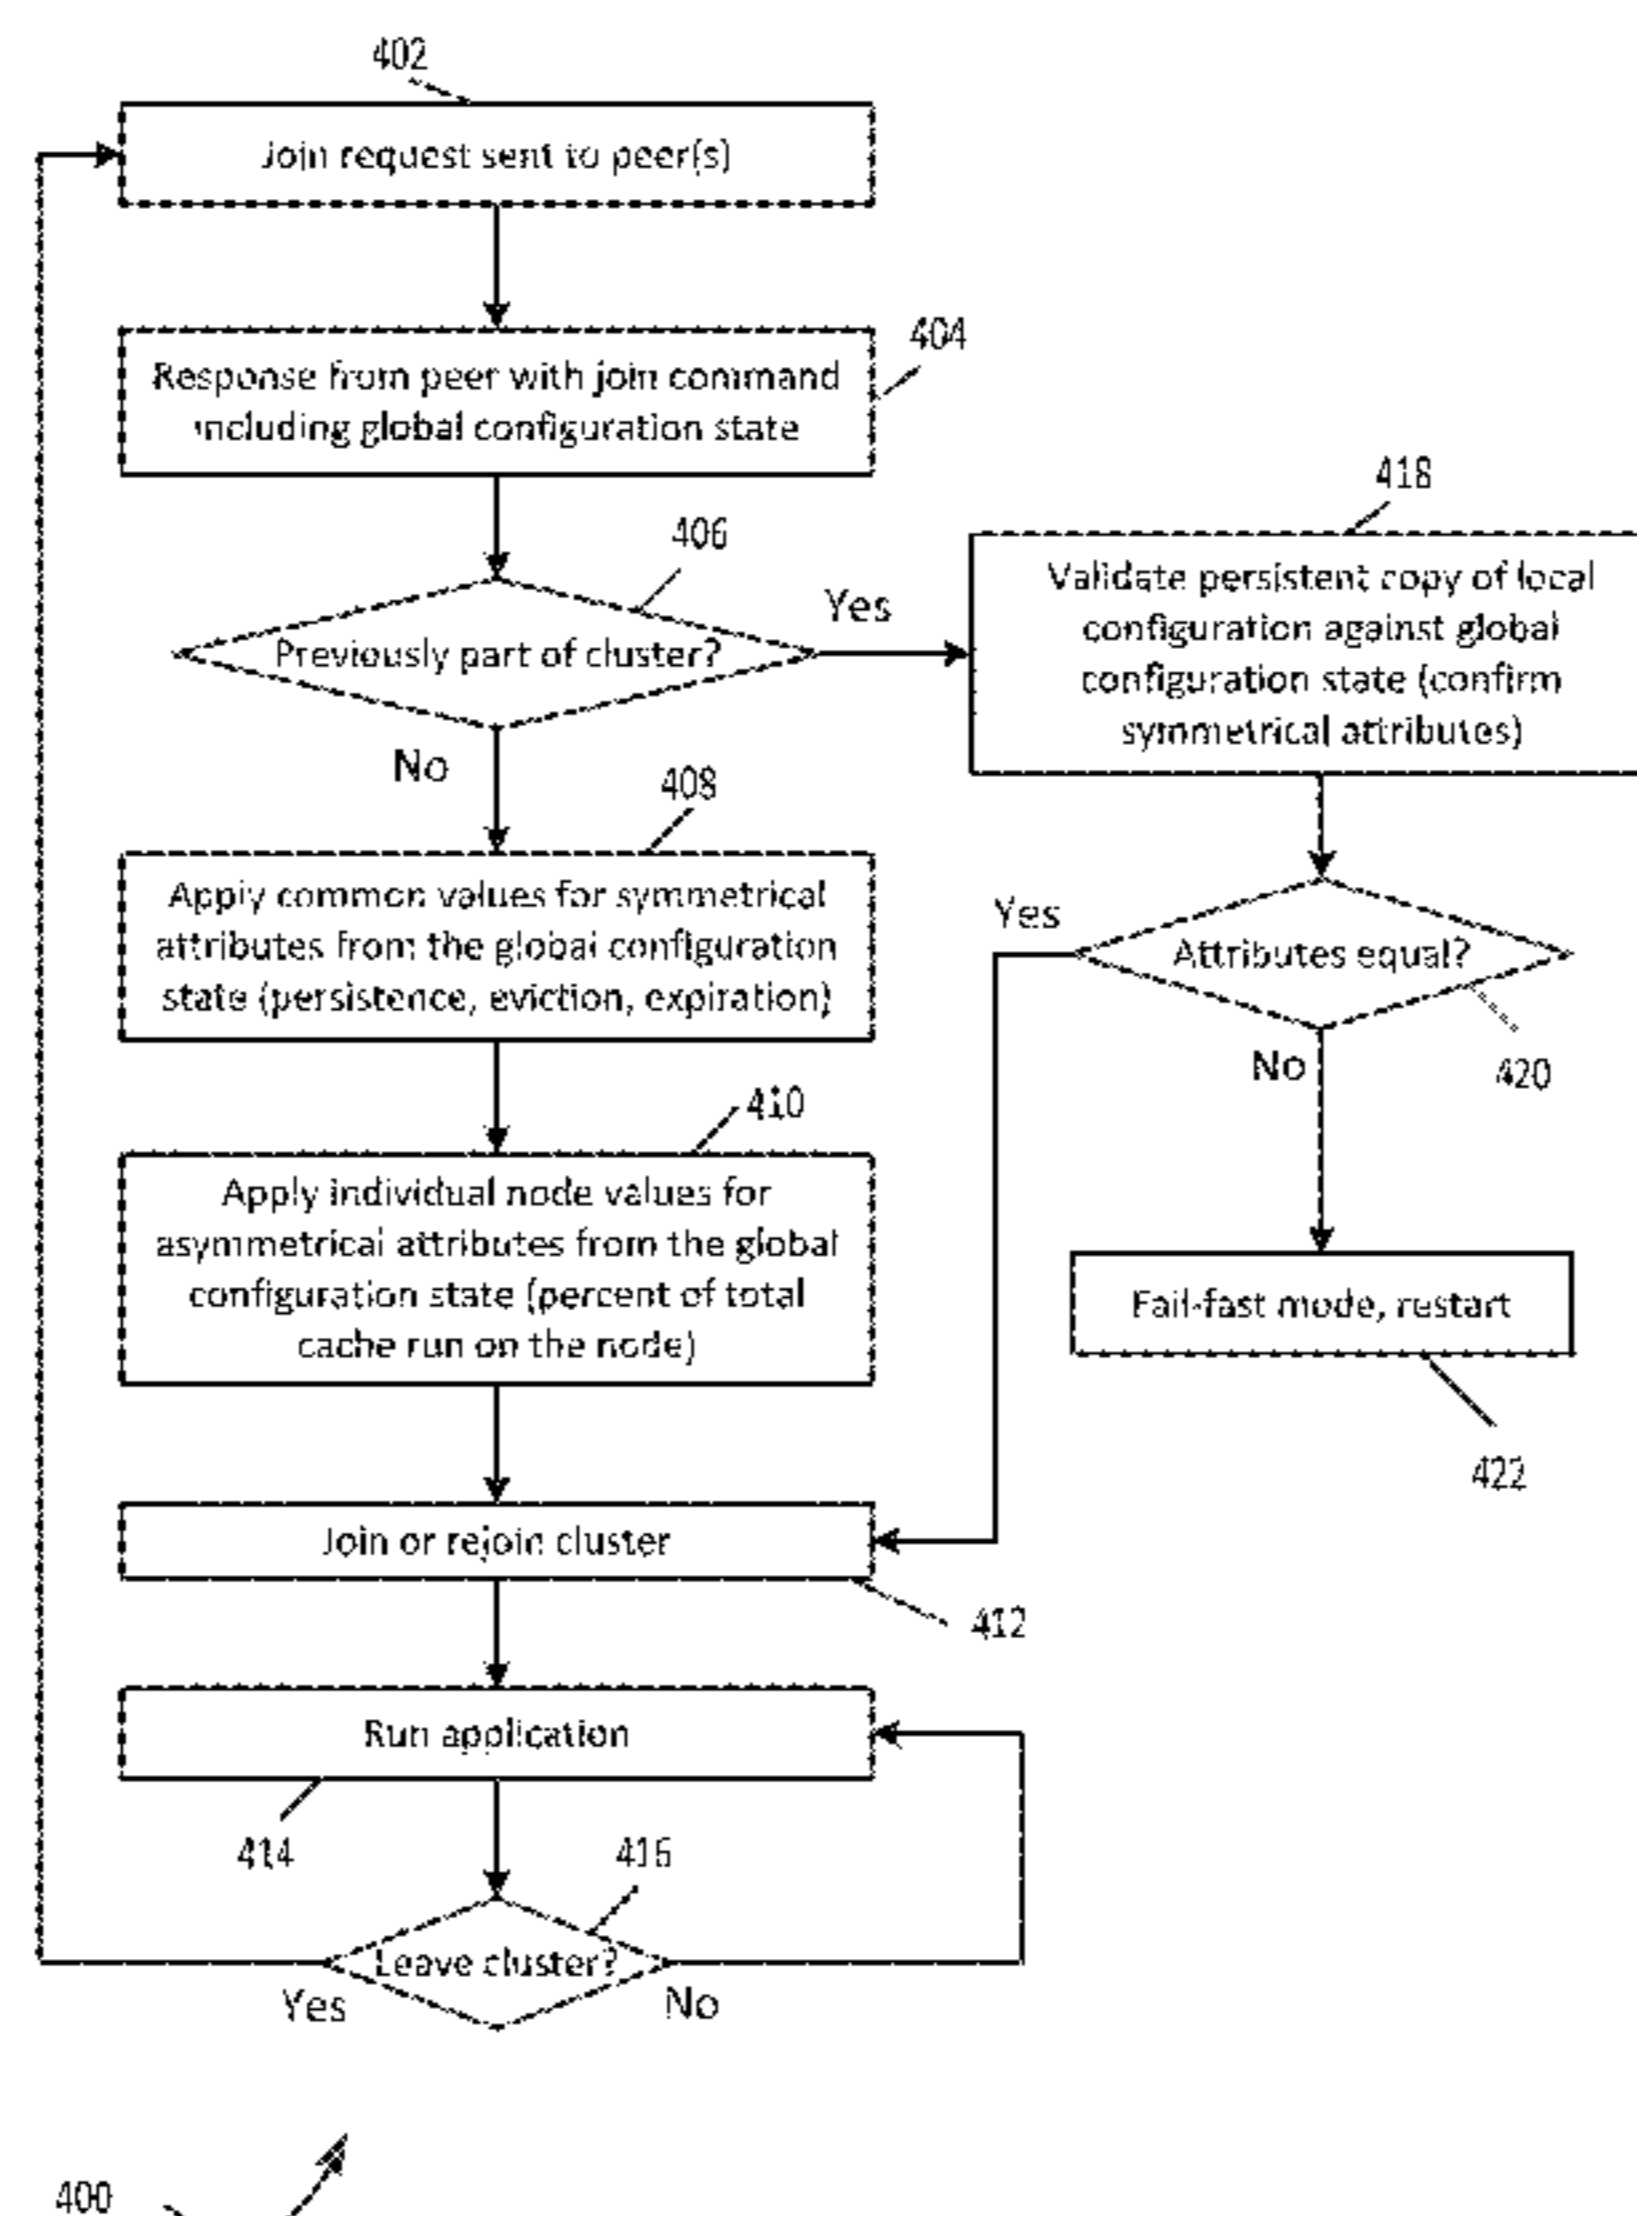 402
Join request sent to peer(s)
404
Response from peer with join command
including global configuration state
406
Previously part of cluster?
Yes
No
418
Validate persistent copy of local
configuration against global
configuration state (confirm
symmetrical attributes)
408
Apply common values for symmetrical
attributes from the global configuration
state (persistence, eviction, expiration)
Yes
Attributes equal?
No
420
410
Apply individual node values for
asymmetrical attributes from the global
configuration state (percent of total
cache run on the node)
Fail-fast mode, restart
422
Join or rejoin cluster
412
Run application
414
416
Leave cluster?
Yes
No
400